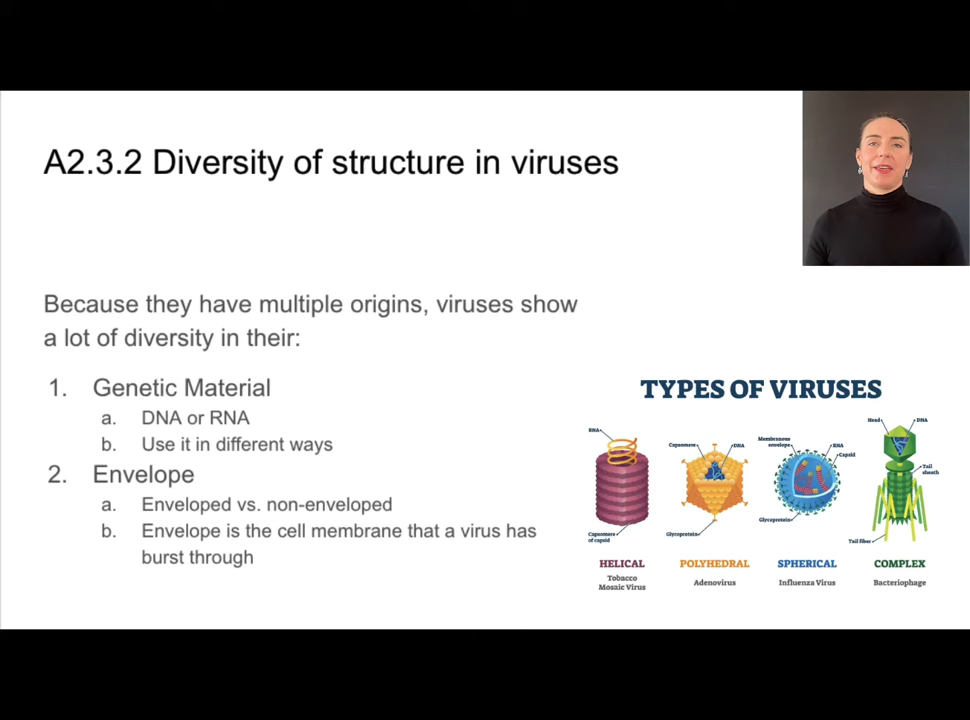 A2.3.2 Diversity of structure in viruses
Because they have multiple origins, viruses show
a lot of diversity in their:
1. Genetic Material
a. DNA or RNA
b. Use it in different ways
2. Envelope
a. Enveloped vs. non-enveloped
b. Envelope is the cell membrane that a virus has
burst through
TYPES OF VIRUSES
RNA
Capsomere
of capsid
HELICAL
Tobacco
Mosaic Virus
Capsomere
DNA
Glycoprotein
POLYHEDRAL
Adenovirus
Membranous
envelope
RNA
Capsid
Glycoprotein
SPHERICAL
Influenza Virus
Head
DNA
Tail
sheath
Tail fiber
COMPLEX
Bacteriophage